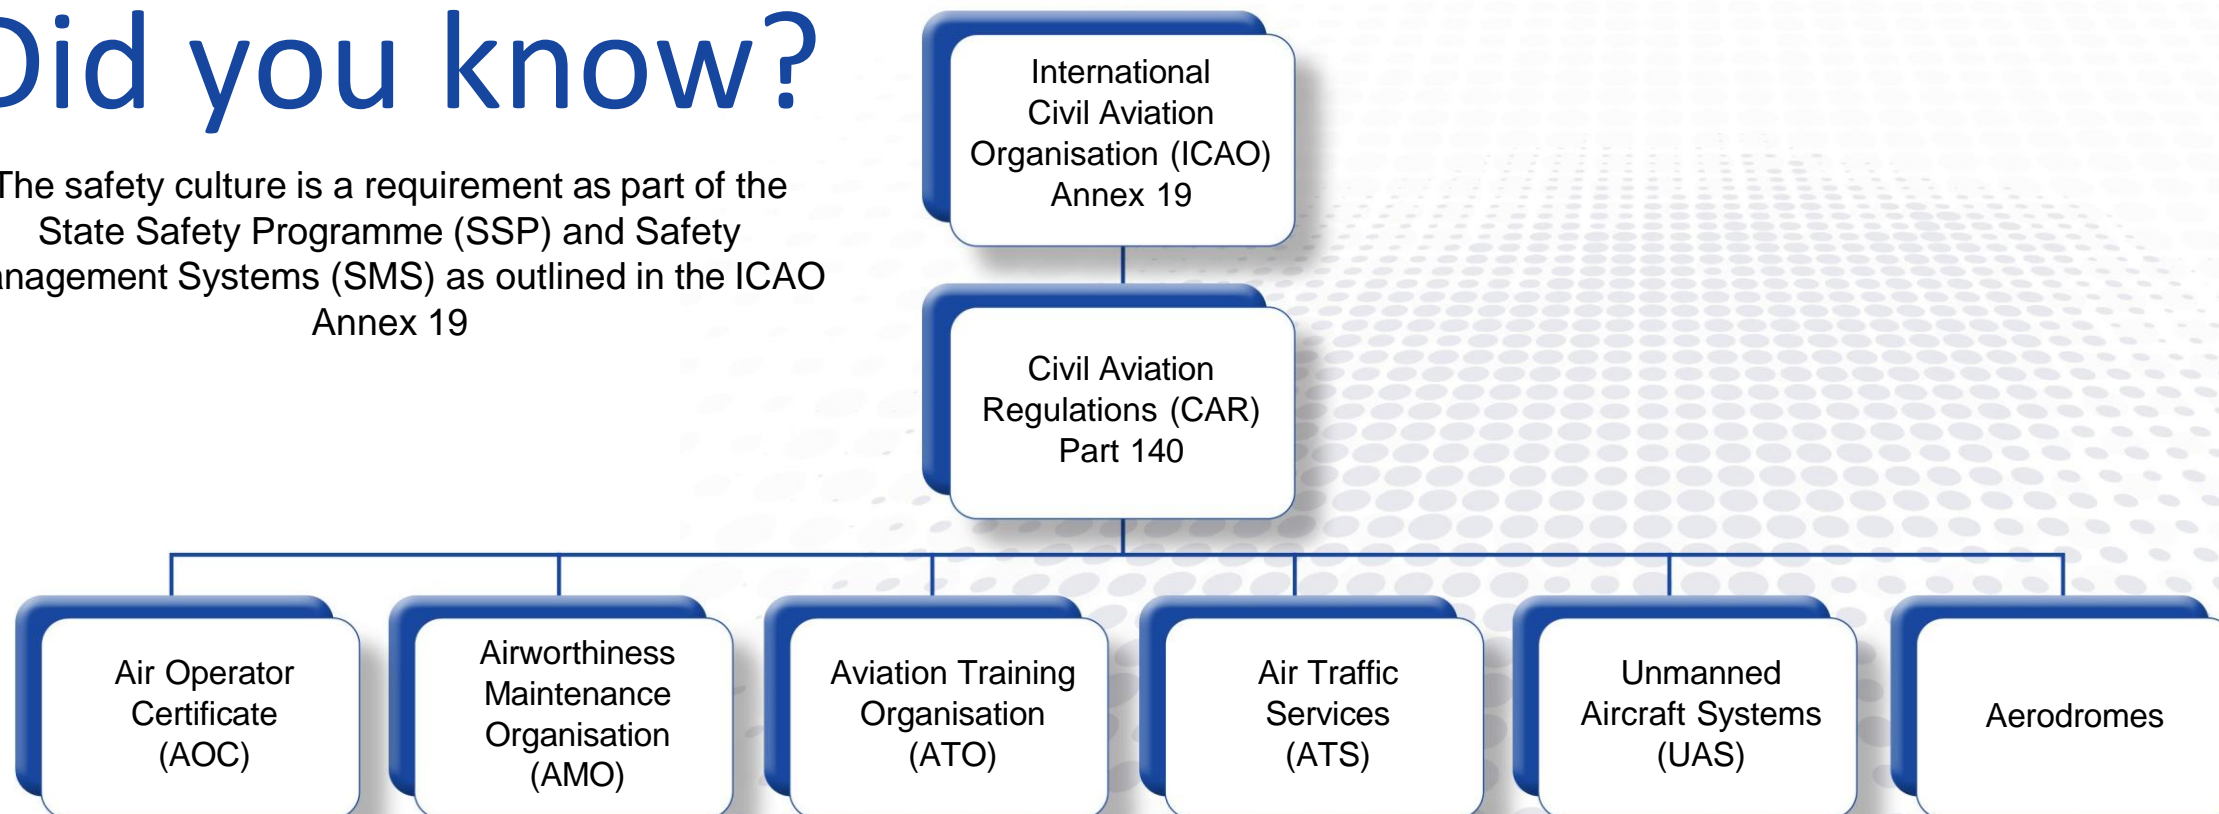 Did you know?
The safety culture is a requirement as part of the
State Safety Programme (SSP) and Safety
anagement Systems (SMS) as outlined in the ICAO
Annex 19
International
Civil Aviation
Organisation (ICAO)
Annex 19
Civil Aviation
Regulations (CAR)
Part 140
Air Operator
Certificate
(AOC)
Airworthiness
Maintenance
Organisation
(AMO)
Aviation Training
Organisation
(ATO)
Air Traffic
Services
(ATS)
Unmanned
Aircraft Systems
(UAS)
Aerodromes